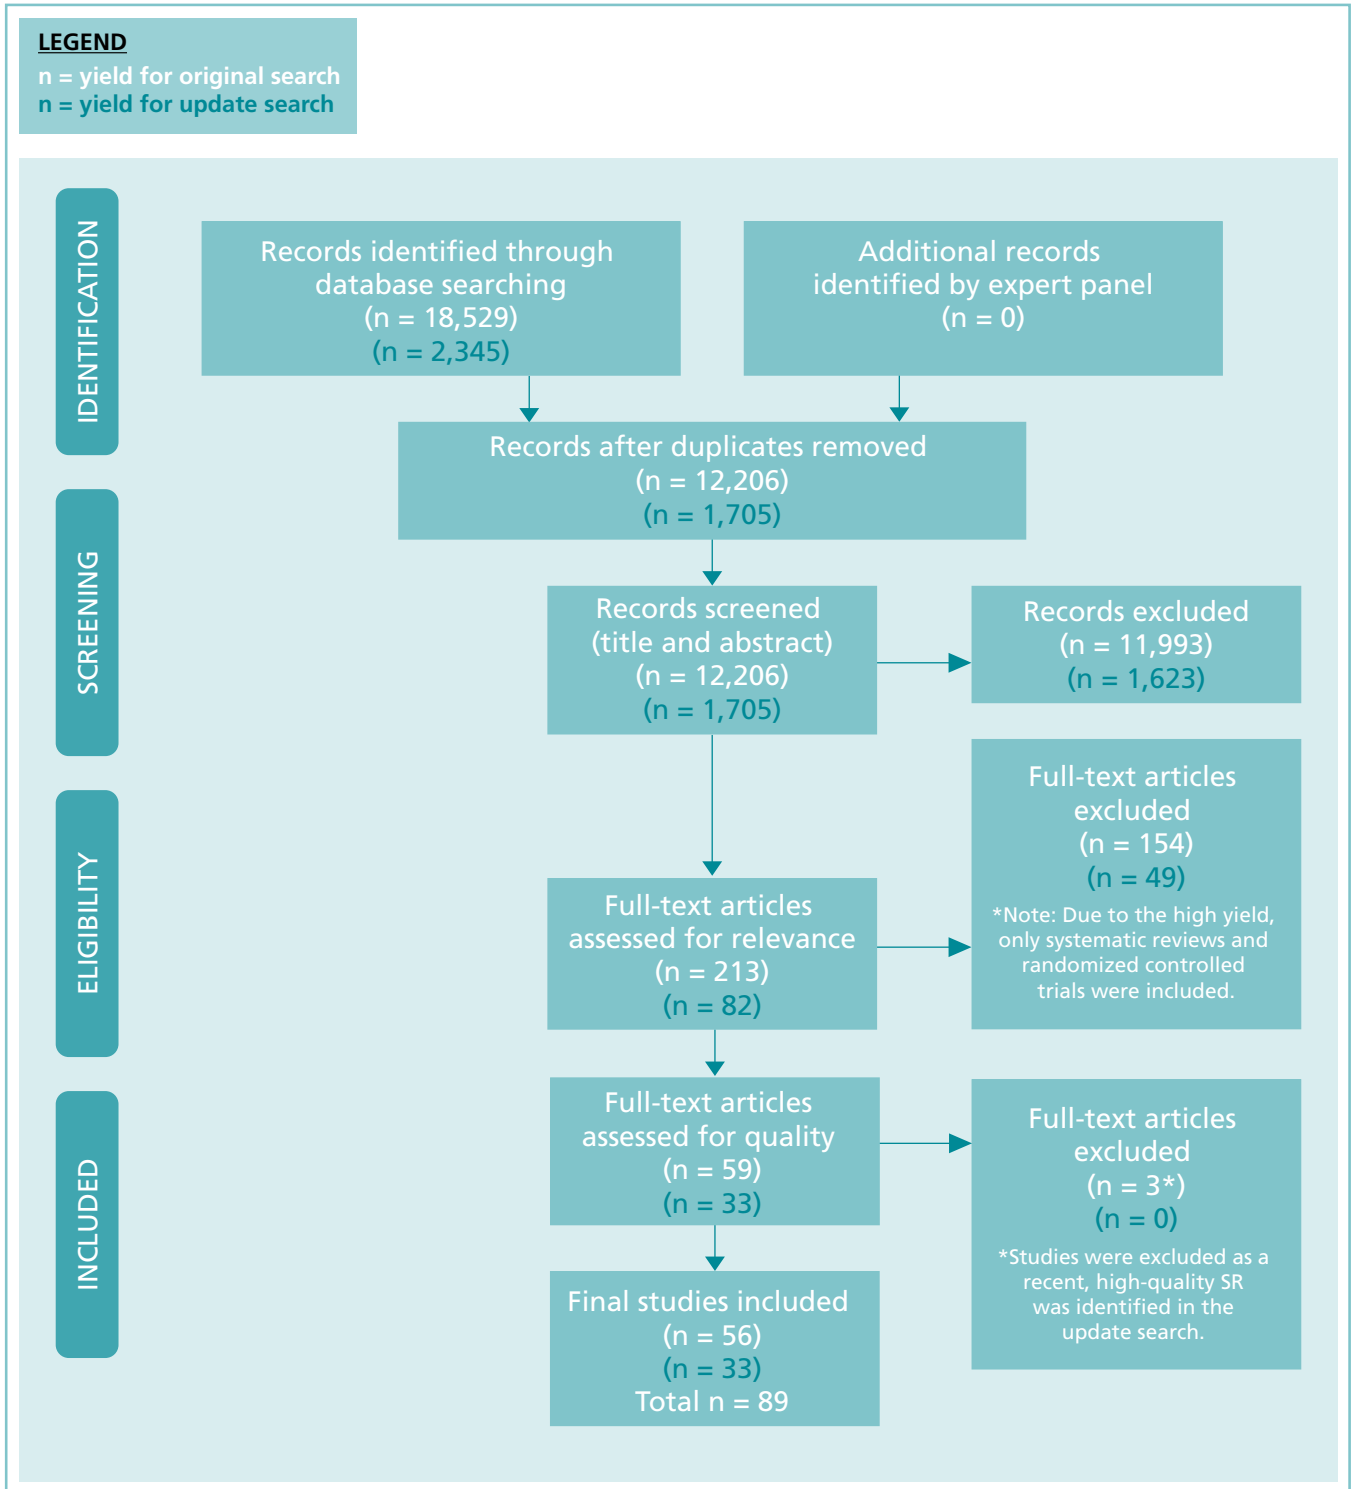 LEGEND
n = yield for original search
n = yield for update search
IDENTIFICATION
Records identified through
database searching
(n = 18,529)
(n = 2,345)
Additional records
identified by expert panel
(n = 0)
Records after duplicates removed
(n = 12,206)
(n = 1,705)
SCREENING
Records screened
(title and abstract)
(n = 12,206)
(n = 1,705)
Records excluded
(n = 11,993)
(n = 1,623)
ELIGIBILITY
Full-text articles
assessed for relevance
(n = 213)
(n = 82)
Full-text articles
excluded
(n = 154)
(n = 49)
*Note: Due to the high yield,
only systematic reviews and
randomized controlled
trials were included.
INCLUDED
Full-text articles
assessed for quality
(n = 59)
(n = 33)
Full-text articles
excluded
(n = 3*)
(n = 0)
*Studies were excluded as a
recent, high-quality SR
was identified in the
update search.
Final studies included
(n = 56)
(n = 33)
Total n = 89